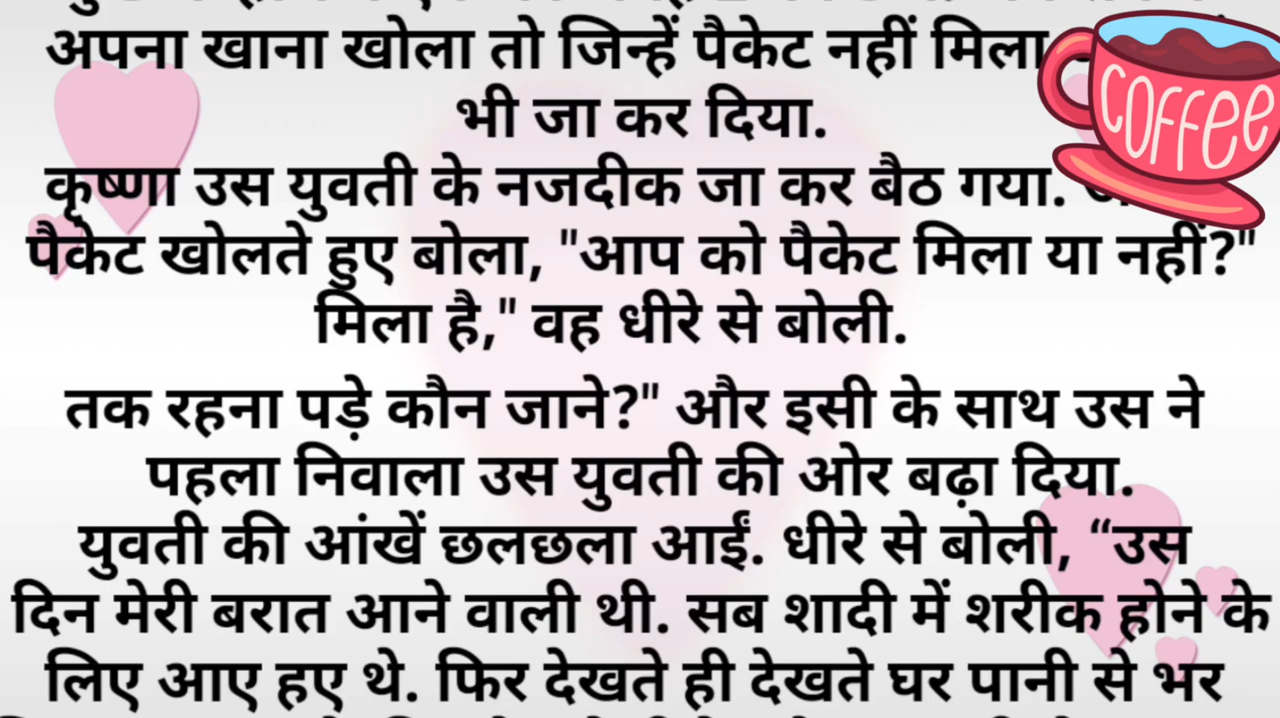 अपना खाना खोला तो जिन्हें पैकेट नहीं मिला
भी जा कर दिया.
कृष्णा उस युवती के नजदीक जा कर बैठ गया.
पैकेट खोलते हुए बोला, "आप को पैकेट मिला या नहीं?"
मिला है," वह धीरे से बोली.
तक रहना पड़े कौन जाने?" और इसी के साथ उस ने
पहला निवाला उस युवती की ओर बढ़ा दिया.
युवती की आंखें छलछला आईं. धीरे से बोली, “उस
दिन मेरी बरात आने वाली थी. सब शादी में शरीक होने के
लिए आए हुए थे. फिर देखते ही देखते घर पानी से भर
COFFEE